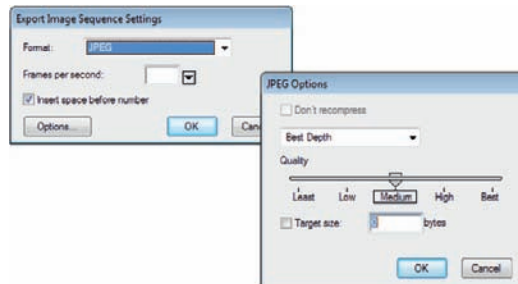 Export Image Sequence Settings
Format: JPEG
Frames per second:
Insert space before number
Options... OK
JPEG Options
Don't recompress
Best Depth
Quality
Least Low Medium High Best
Target size: bytes
OK Cancel